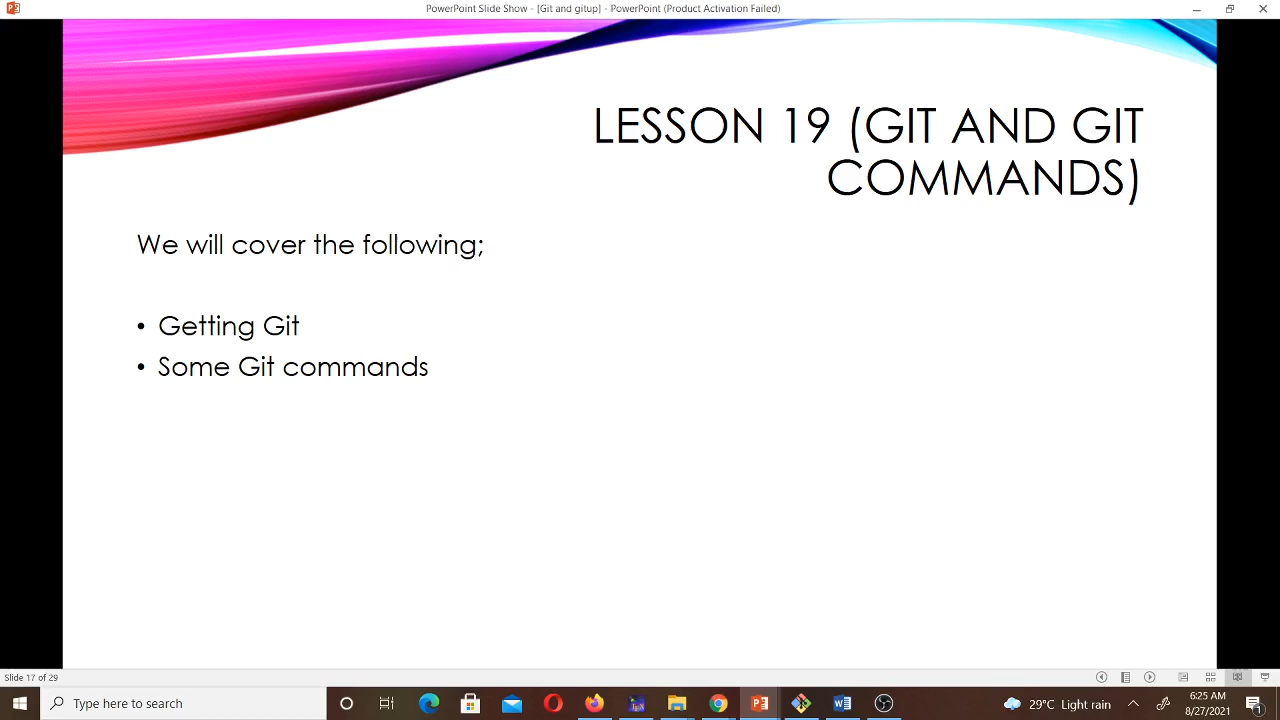 PowerPoint Slide Show - [Git and gitup] - PowerPoint (Product Activation Failed)
LESSON 19 (GIT AND GIT
COMMANDS)
We will cover the following;
• Getting Git
• Some Git commands
Slide 17 of 29
Type here to search
29°C Light rain
6:25 AM
8/27/2021
1